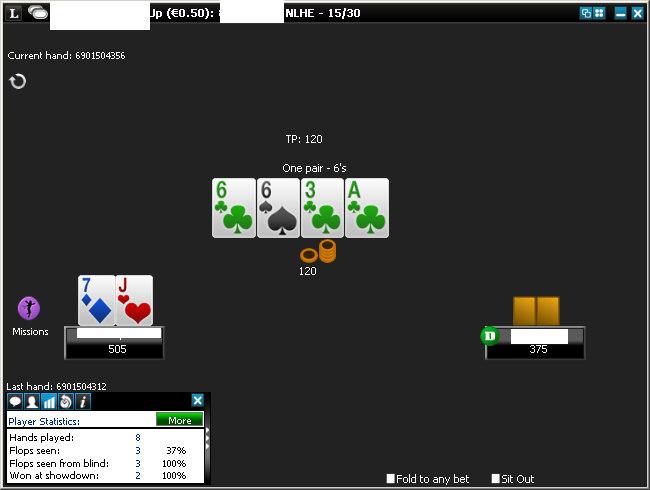 L Up (€0.50): NLHE - 15/30
Current hand: 6901504356
TP: 120
One pair - 6's
6 6 3 A
120
7 J
Missions
505
D
375
Last hand: 6901504312
i
Player Statistics: More
Hands played: 8
Flops seen: 3 37%
Flops seen from blind: 3 100%
Won at showdown: 2 100%
Fold to any bet Sit Out